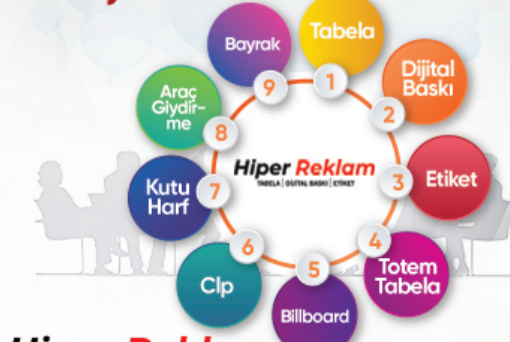 Tabela
1
Dijital
Baskı
2
Etiket
3
Totem
Tabela
4
Billboard
5
Clp
6
Kutu
Harf
7
Araç
Giydir-
me
8
Bayrak
9
Hiper Reklam
TABELA | DİJİTAL BASKI | ETİKET